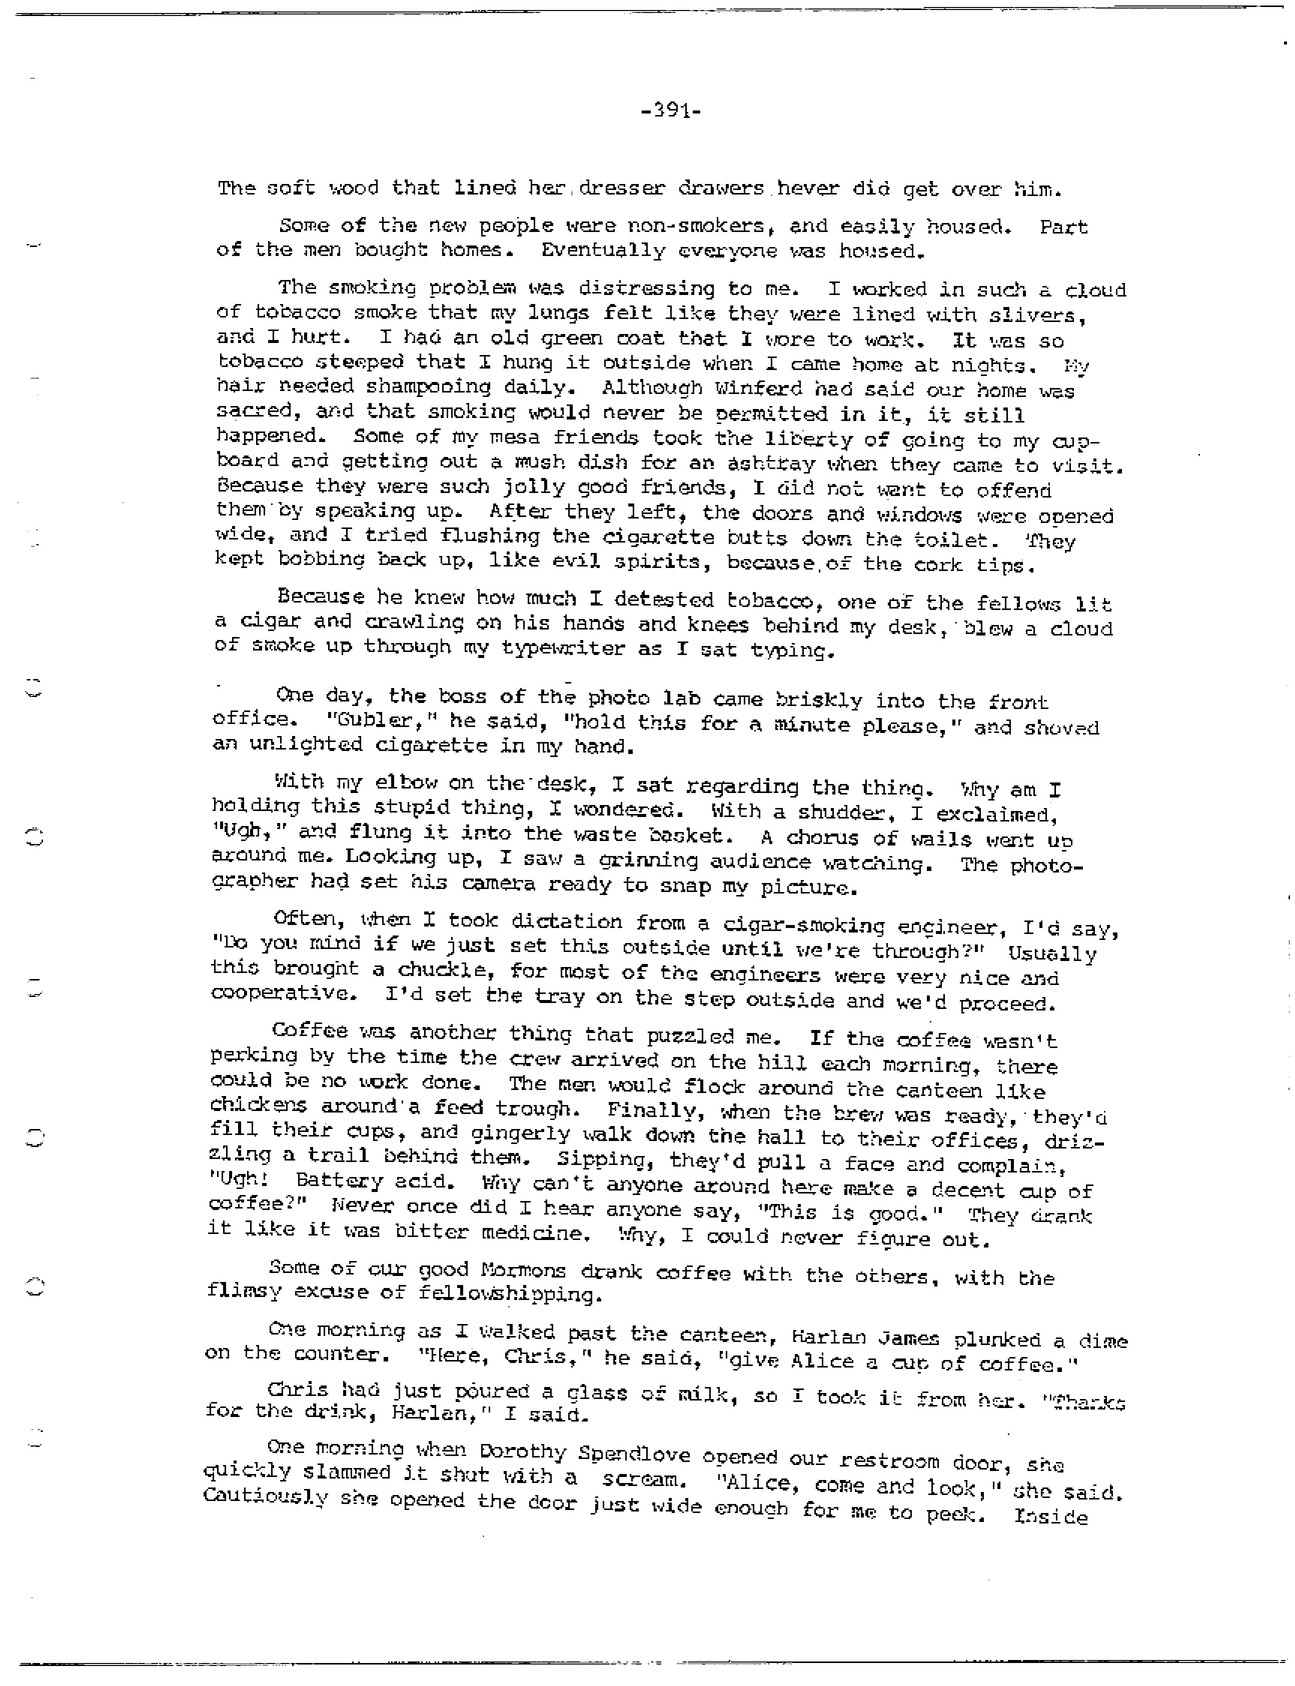 -391-
The soft wood that lined her dresser drawers hever did get over him.
Some of the new people were non-smokers, and easily housed. Part
of the men bought homes. Eventually everyone was housed.
The smoking problem was distressing to me. I worked in such a cloud
of tobacco smoke that my lungs felt like they were lined with slivers,
and I hurt. I had an old green coat that I wore to work. It was so
tobacco steeped that I hung it outside when I came home at nights. My
hair needed shampooing daily. Although Winferd had said our home was
sacred, and that smoking would never be permitted in it, it still
happened. Some of my mesa friends took the liberty of going to my cup-
board and getting out a mush dish for an ashtray when they came to visit.
Because they were such jolly good friends, I did not want to offend
them by speaking up. After they left, the doors and windows were opened
wide, and I tried flushing the cigarette butts down the toilet. They
kept bobbing back up, like evil spirits, because of the cork tips.
Because he knew how much I detested tobacco, one of the fellows lit
a cigar and crawling on his hands and knees behind my desk, blew a cloud
of smoke up through my typewriter as I sat typing.
One day, the boss of the photo lab came briskly into the front
office. "Gubler," he said, "hold this for a minute please," and shoved
an unlighted cigarette in my hand.
With my elbow on the desk, I sat regarding the thing. Why am I
holding this stupid thing, I wondered. With a shudder, I exclaimed,
"Ugh," and flung it into the waste basket. A chorus of wails went up
around me. Looking up, I saw a grinning audience watching. The photo-
grapher had set his camera ready to snap my picture.
Often, when I took dictation from a cigar-smoking engineer, I'd say,
"Do you mind if we just set this outside until we're through?" Usually
this brought a chuckle, for most of the engineers were very nice and
cooperative. I'd set the tray on the step outside and we'd proceed.
Coffee was another thing that puzzled me. If the coffee wasn't
perking by the time the crew arrived on the hill each morning, there
could be no work done. The men would flock around the canteen like
chickens around a feed trough. Finally, when the brew was ready, they'd
fill their cups, and gingerly walk down the hall to their offices, driz-
zling a trail behind them. Sipping, they'd pull a face and complain,
"Ugh! Battery acid. Why can't anyone around here make a decent cup of
coffee?" Never once did I hear anyone say, "This is good." They drank
it like it was bitter medicine. Why, I could never figure out.
Some of our good Mormons drank coffee with the others, with the
flimsy excuse of fellowshipping.
One morning as I walked past the canteen, Harlan James plunked a dime
on the counter. "Here, Chris," he said, "give Alice a cup of coffee."
Chris had just poured a glass of milk, so I took it from her. "Thanks
for the drink, Harlan," I said.
One morning when Dorothy Spendlove opened our restroom door, she
quickly slammed it shut with a scream. "Alice, come and look," she said.
Cautiously she opened the door just wide enough for me to peek. Inside